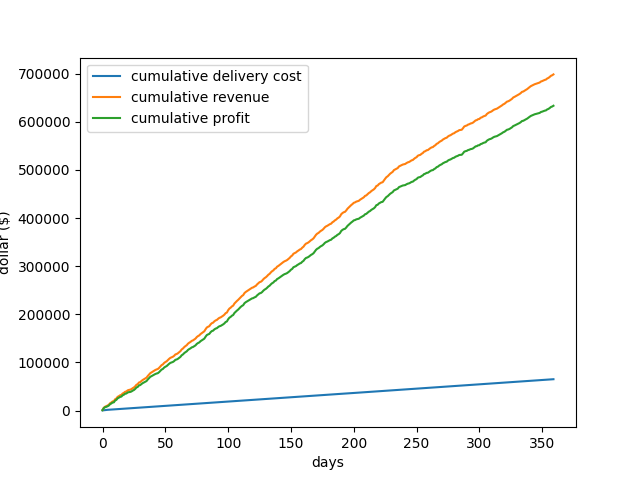 cumulative delivery cost
cumulative revenue
cumulative profit
700000
600000
500000
400000
300000
200000
100000
0
dollar ($)
0 50 100 150 200 250 300 350
days